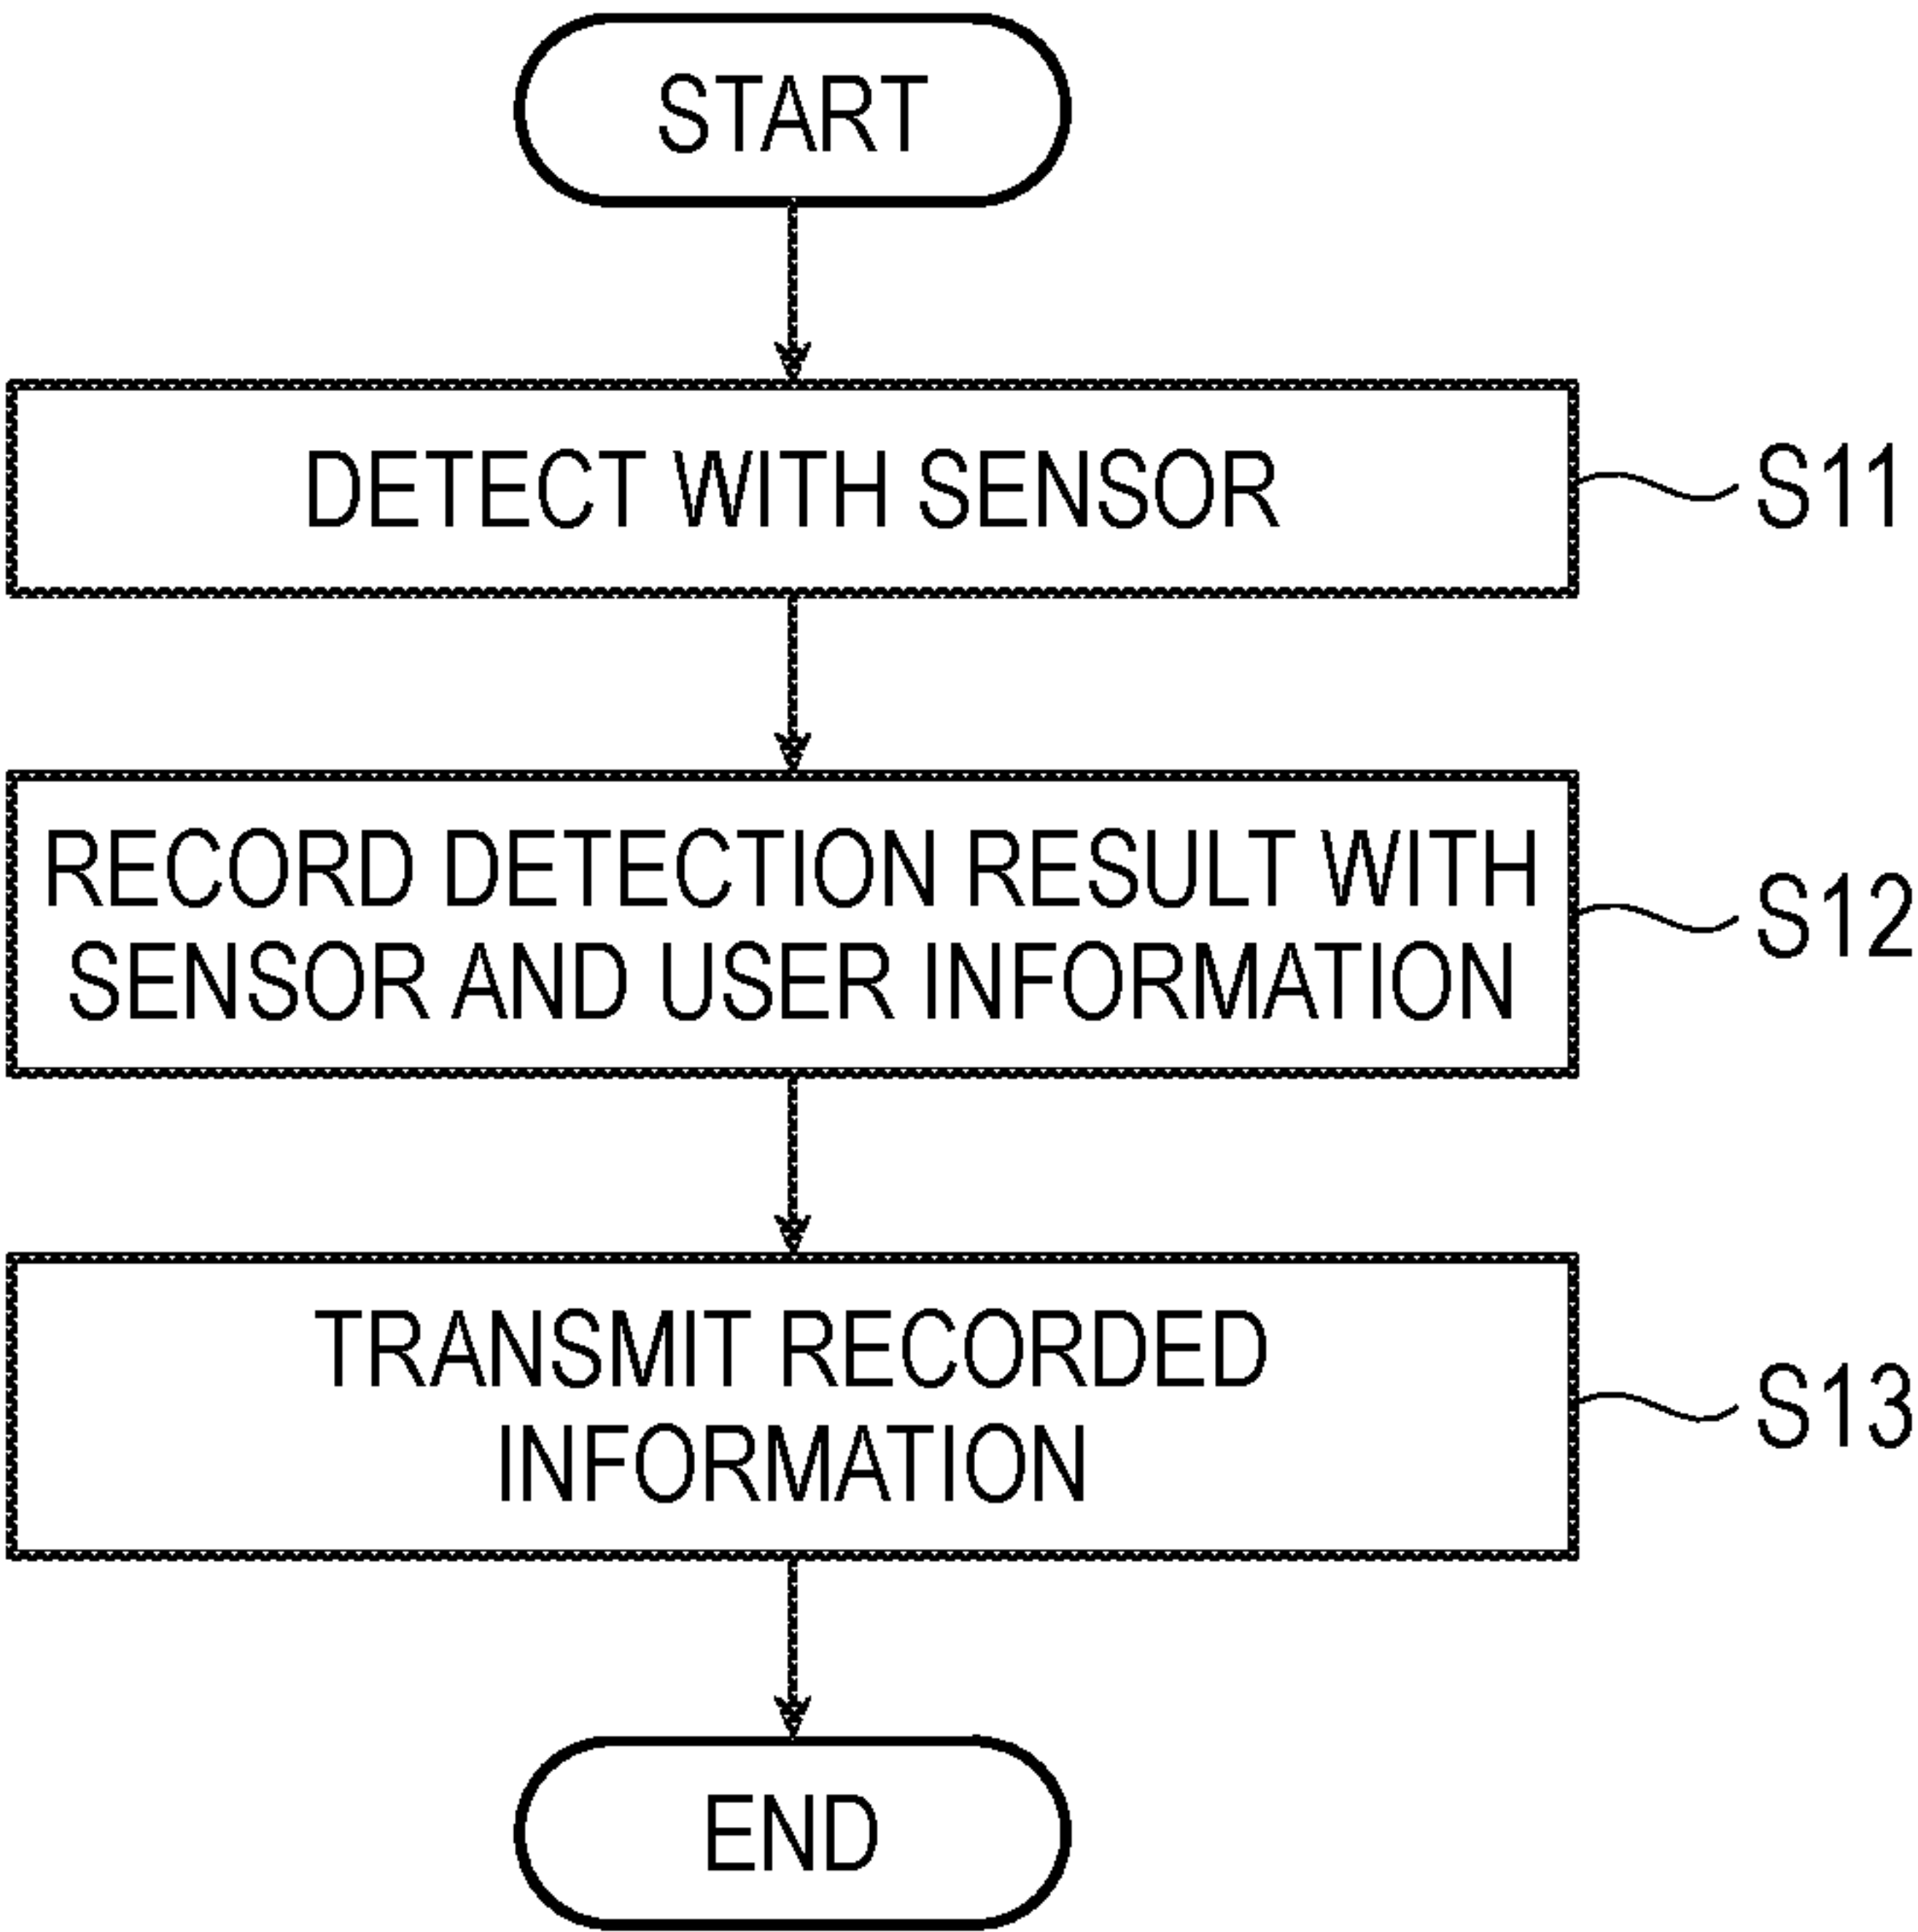 START
DETECT WITH SENSOR
S11
RECORD DETECTION RESULT WITH
SENSOR AND USER INFORMATION
S12
TRANSMIT RECORDED
INFORMATION
S13
END